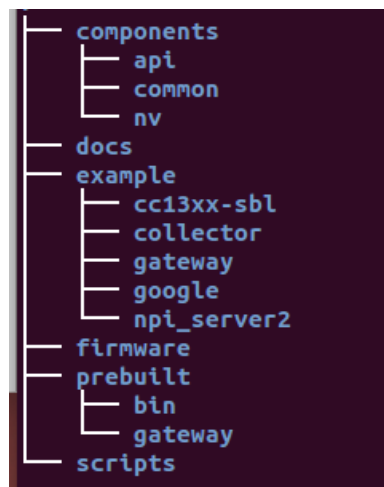 components
api
common
nv
docs
example
cc13xx-sbl
collector
gateway
google
npi_server2
firmware
prebuilt
bin
gateway
scripts